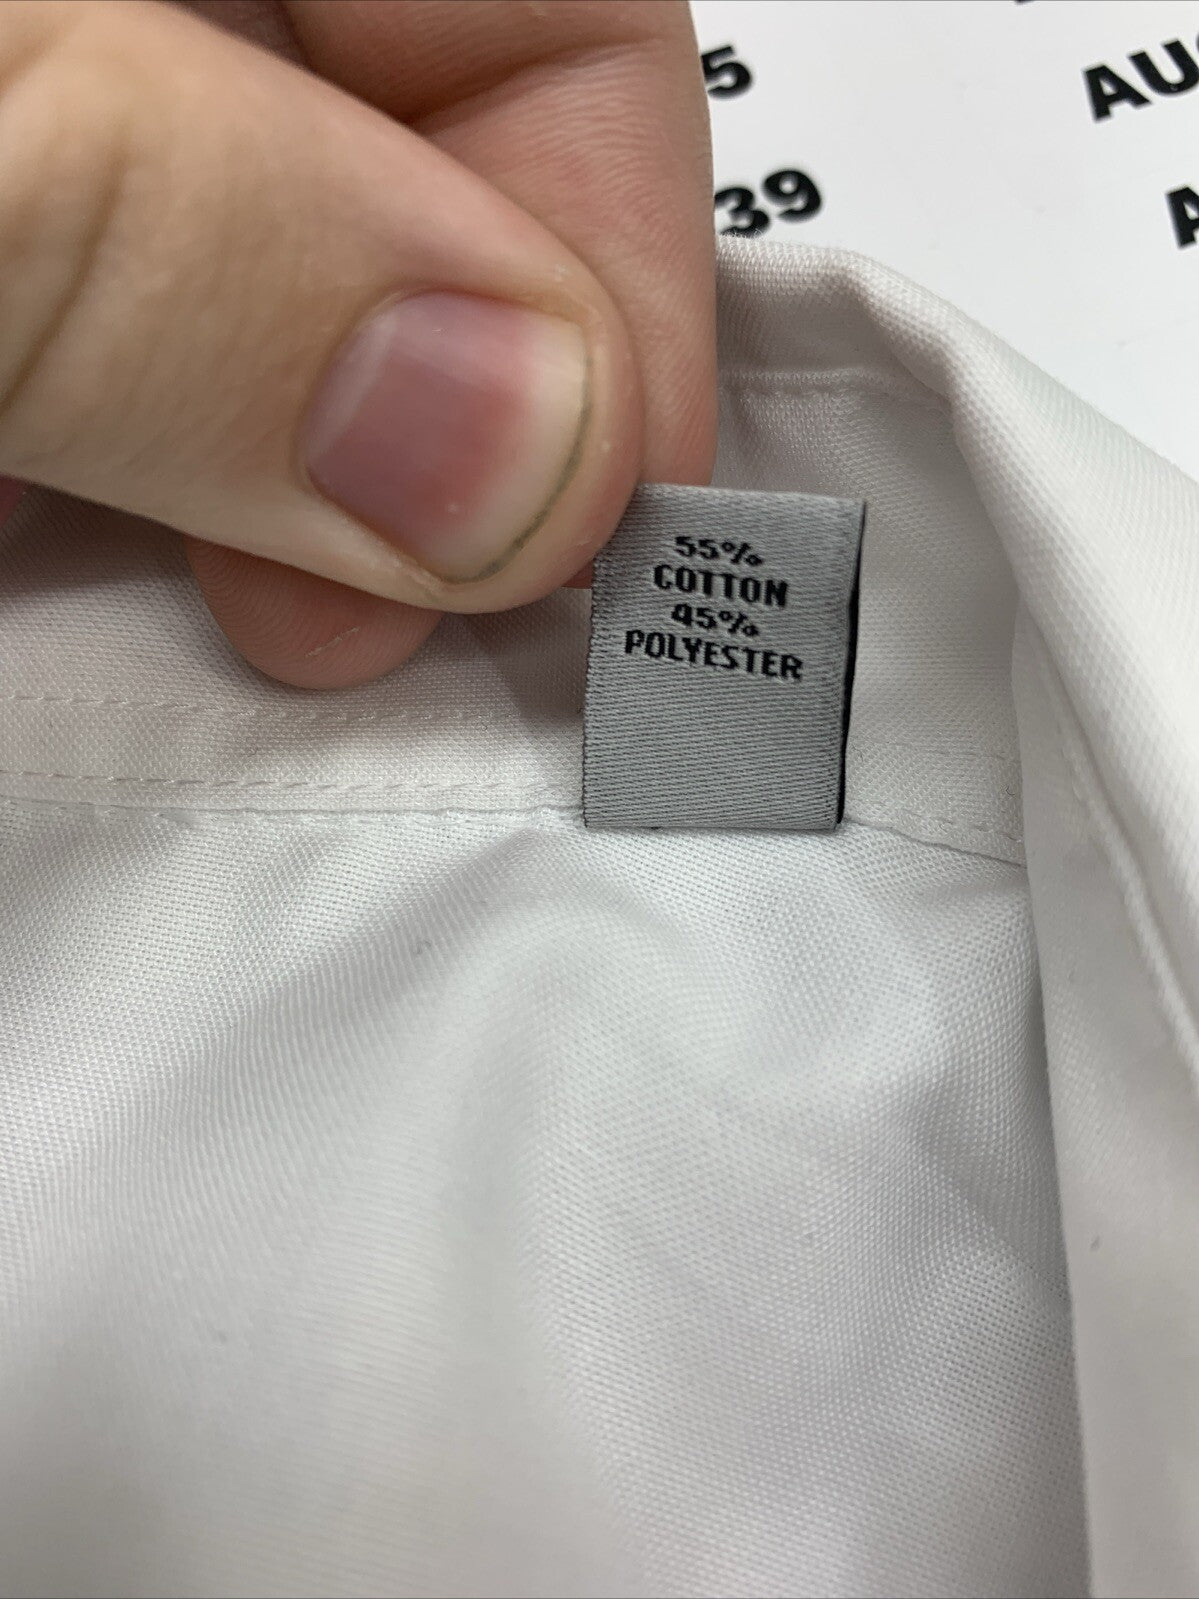 5
AU
39
A
55%
COTTON
45%
POLYESTER